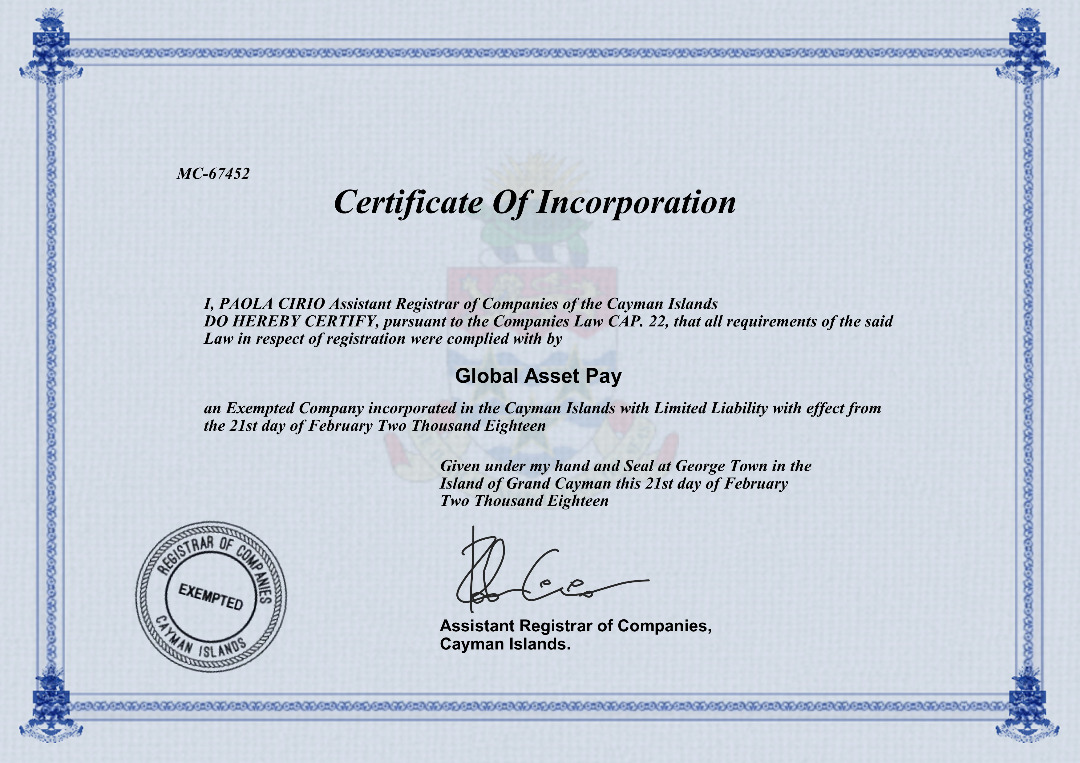 MC-67452
Certificate Of Incorporation
I, PAOLA CIRIO Assistant Registrar of Companies of the Cayman Islands
DO HEREBY CERTIFY, pursuant to the Companies Law CAP. 22, that all requirements of the said
Law in respect of registration were complied with by
Global Asset Pay
an Exempted Company incorporated in the Cayman Islands with Limited Liability with effect from
the 21st day of February Two Thousand Eighteen
Given under my hand and Seal at George Town in the
Island of Grand Cayman this 21st day of February
Two Thousand Eighteen
REGISTRAR OF COMPANIES
EXEMPTED
CAYMAN ISLANDS
Assistant Registrar of Companies,
Cayman Islands.